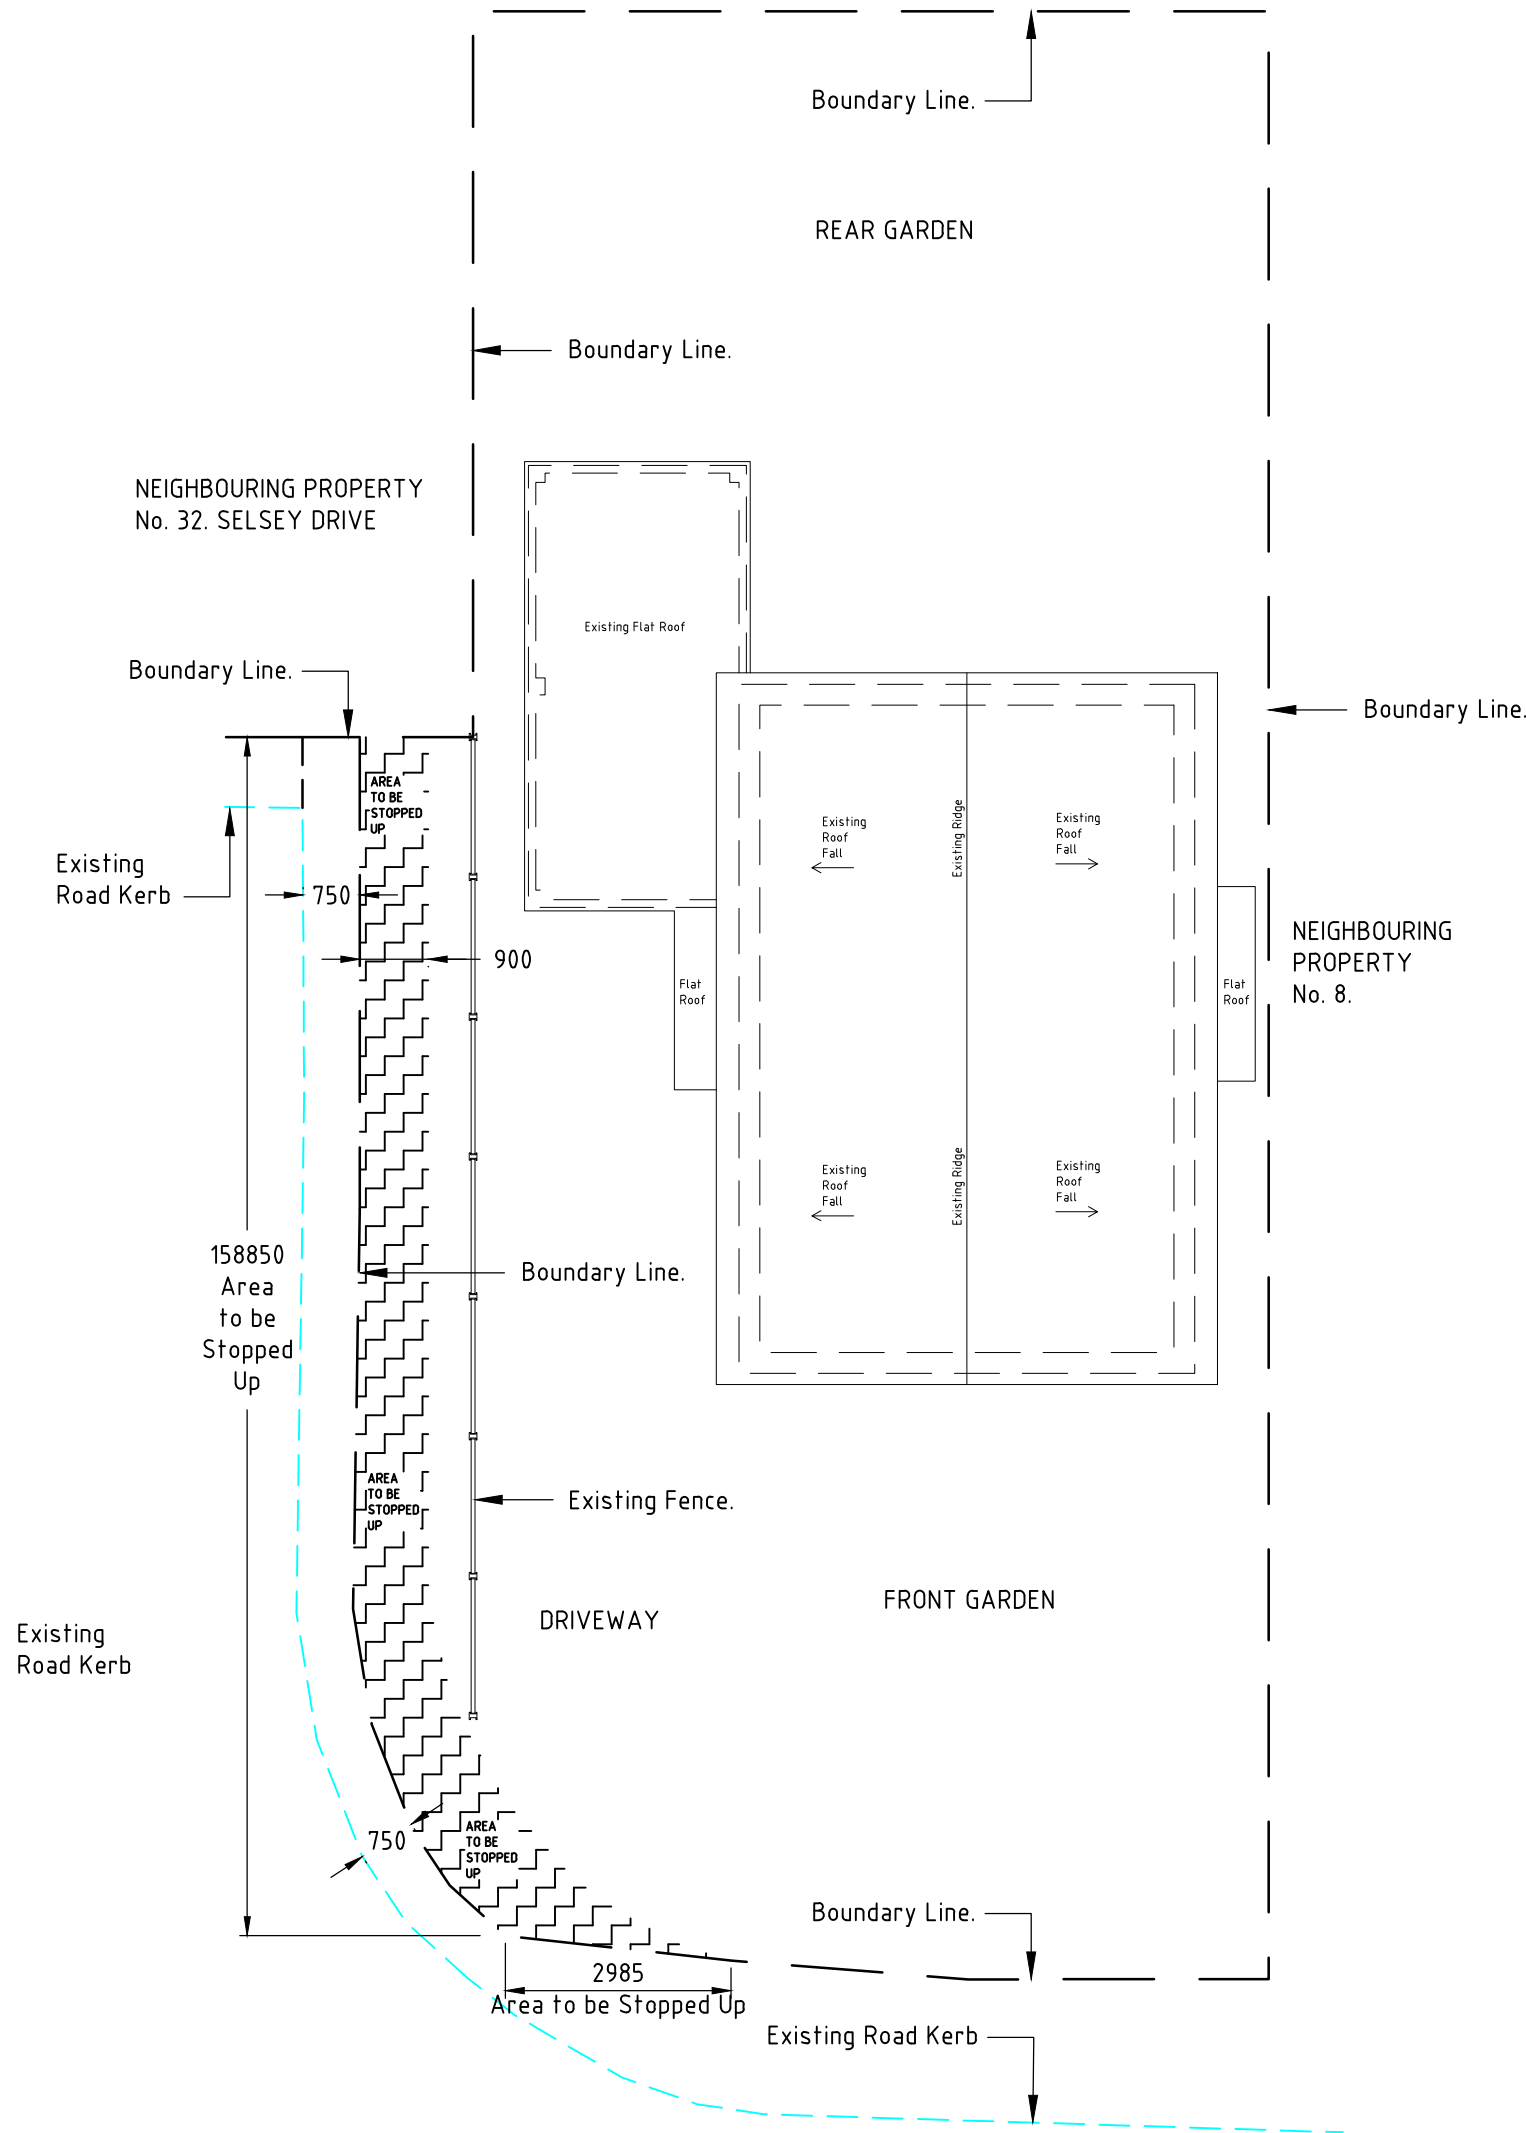 Boundary Line.
REAR GARDEN
Boundary Line.
NEIGHBOURING PROPERTY
No. 32. SELSEY DRIVE
Existing Flat Roof
Boundary Line.
Boundary Line.
AREA
TO BE
STOPPED
UP
Existing
Roof
Fall
Existing Ridge
Existing
Roof
Fall
Existing
Road Kerb
750
900
NEIGHBOURING
PROPERTY
No. 8.
Flat
Roof
Flat
Roof
Existing
Roof
Fall
Existing Ridge
Existing
Roof
Fall
158850
Area
to be
Stopped
Up
Boundary Line.
AREA
TO BE
STOPPED
UP
Existing Fence.
FRONT GARDEN
DRIVEWAY
Existing
Road Kerb
750
AREA
TO BE
STOPPED
UP
Boundary Line.
2985
Area to be Stopped Up
Existing Road Kerb